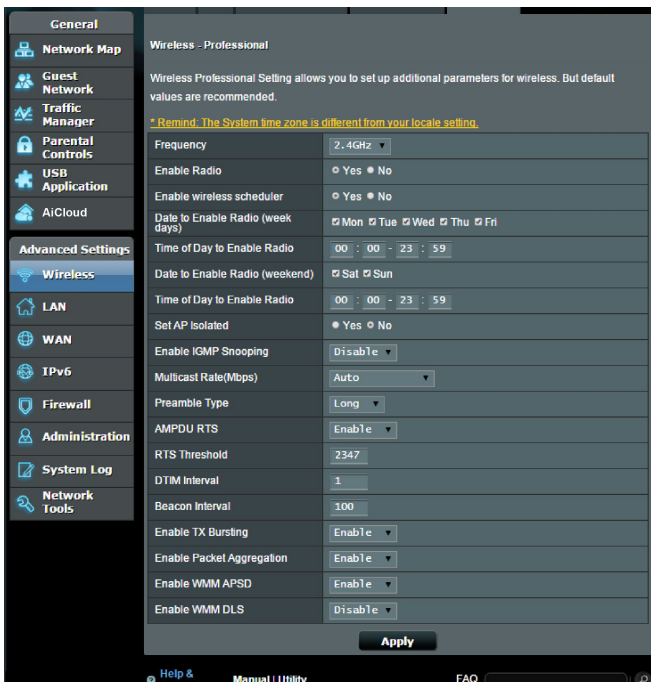 General
Network Map
Guest
Network
Traffic
Manager
Parental
Controls
USB
Application
AiCloud
Advanced Settings
Wireless
LAN
WAN
IPv6
Firewall
Administration
System Log
Network
Tools
Wireless - Professional
Wireless Professional Setting allows you to set up additional parameters for wireless. But default
values are recommended.
* Remind: The System time zone is different from your locale setting.
Frequency 2.4GHz
Enable Radio Yes No
Enable wireless scheduler Yes No
Date to Enable Radio (week
days) Mon Tue Wed Thu Fri
Time of Day to Enable Radio 00 : 00 - 23 : 59
Date to Enable Radio (weekend) Sat Sun
Time of Day to Enable Radio 00 : 00 - 23 : 59
Set AP Isolated Yes No
Enable IGMP Snooping Disable
Multicast Rate(Mbps) Auto
Preamble Type Long
AMPDU RTS Enable
RTS Threshold 2347
DTIM Interval 1
Beacon Interval 100
Enable TX Bursting Enable
Enable Packet Aggregation Enable
Enable WMM APSD Enable
Enable WMM DLS Disable
Apply
Help &
Manual | Utility FAQ